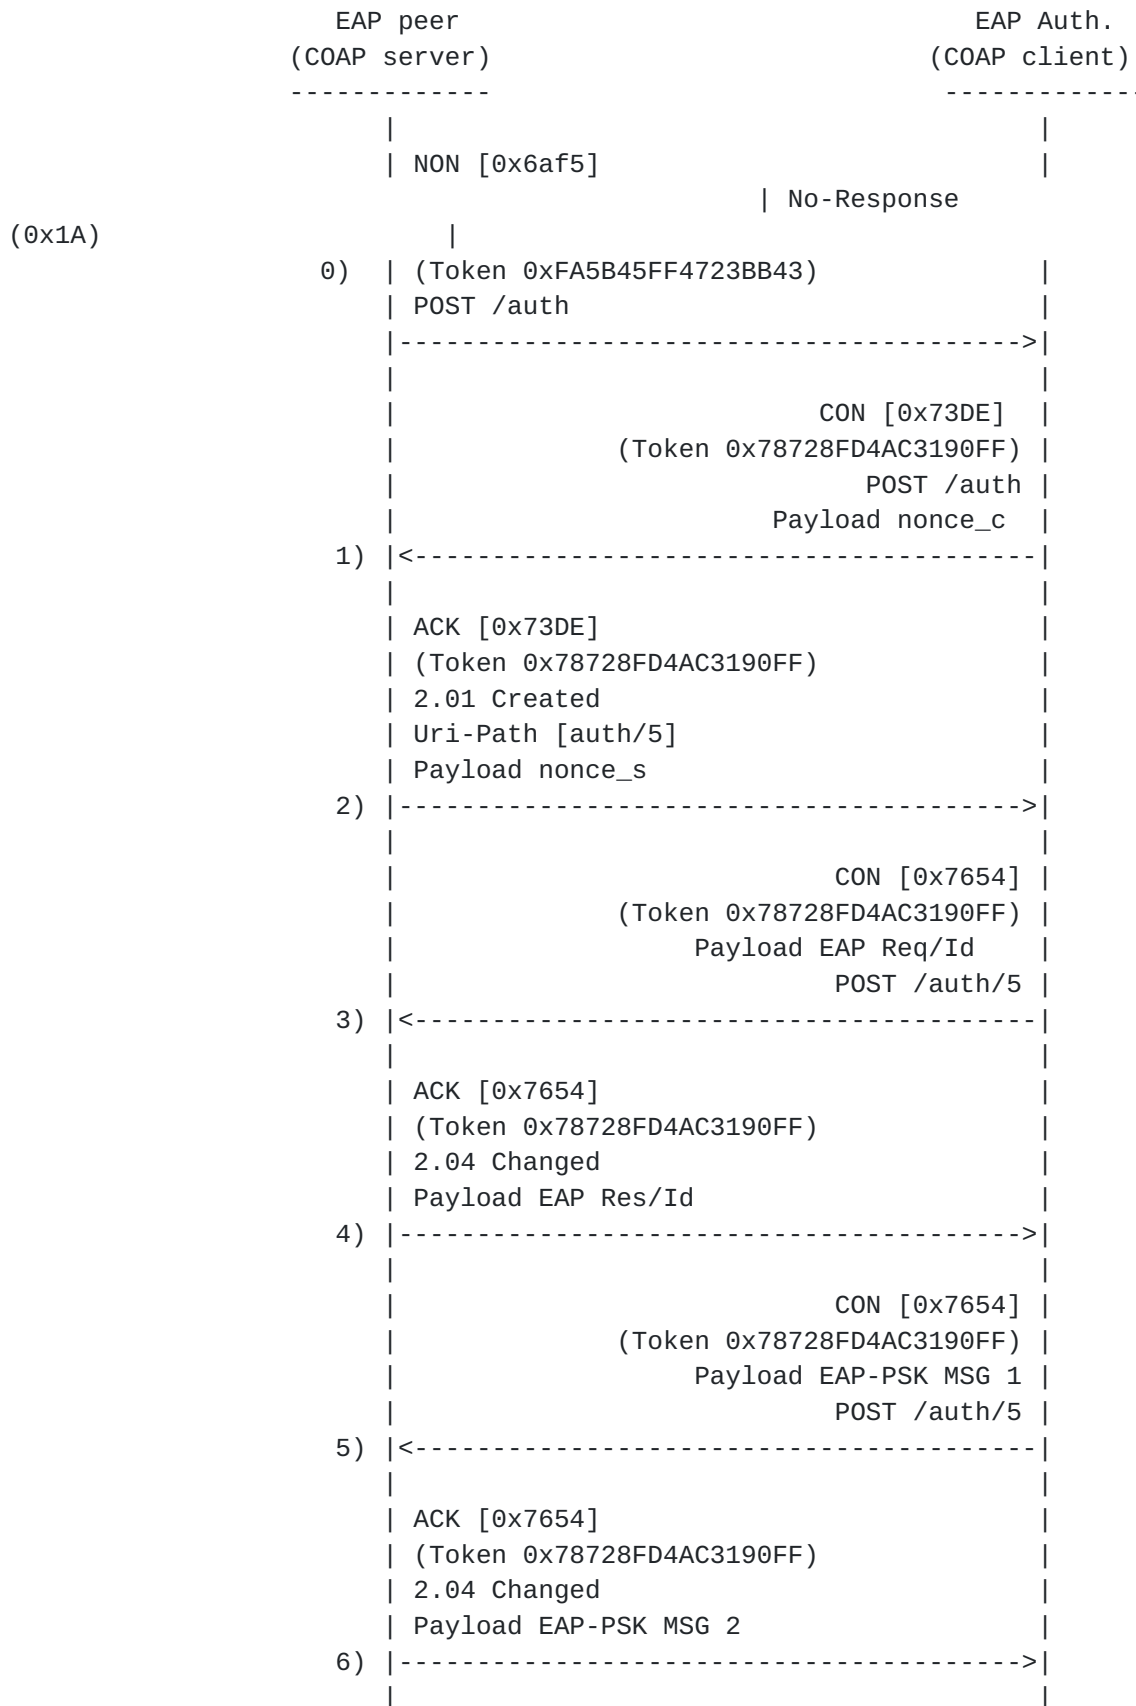 EAP peer                                 EAP Auth.
                  (COAP server)                            (COAP client)
                  -------------                             -------------
                        |                                         |
                        | NON [0x6af5]                            |
                                                | No-Response
(0x1A)                      |
                    0)  | (Token 0xFA5B45FF4723BB43)              |
                        | POST /auth                              |
                        |---------------------------------------->|
                        |                                         |
                        |                           CON [0x73DE]  |
                        |              (Token 0x78728FD4AC3190FF) |
                        |                              POST /auth |
                        |                        Payload nonce_c  |
                     1) |<----------------------------------------|
                        |                                         |
                        | ACK [0x73DE]                            |
                        | (Token 0x78728FD4AC3190FF)              |
                        | 2.01 Created                            |
                        | Uri-Path [auth/5]                       |
                        | Payload nonce_s                         |
                     2) |---------------------------------------->|
                        |                                         |
                        |                            CON [0x7654] |
                        |              (Token 0x78728FD4AC3190FF) |
                        |                   Payload EAP Req/Id    |
                        |                            POST /auth/5 |
                     3) |<----------------------------------------|
                        |                                         |
                        | ACK [0x7654]                            |
                        | (Token 0x78728FD4AC3190FF)              |
                        | 2.04 Changed                            |
                        | Payload EAP Res/Id                      |
                     4) |---------------------------------------->|
                        |                                         |
                        |                            CON [0x7654] |
                        |              (Token 0x78728FD4AC3190FF) |
                        |                   Payload EAP-PSK MSG 1 |
                        |                            POST /auth/5 |
                     5) |<----------------------------------------|
                        |                                         |
                        | ACK [0x7654]                            |
                        | (Token 0x78728FD4AC3190FF)              |
                        | 2.04 Changed                            |
                        | Payload EAP-PSK MSG 2                   |
                     6) |---------------------------------------->|
                        |                                         |